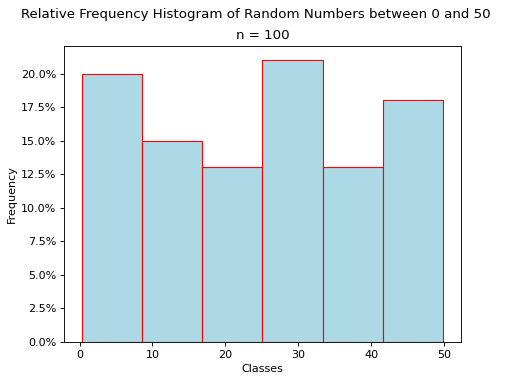 Relative Frequency Histogram of Random Numbers between 0 and 50
n = 100
20.0%
17.5%
15.0%
12.5%
10.0%
7.5%
5.0%
2.5%
0.0%
Frequency
0 10 20 30 40 50
Classes